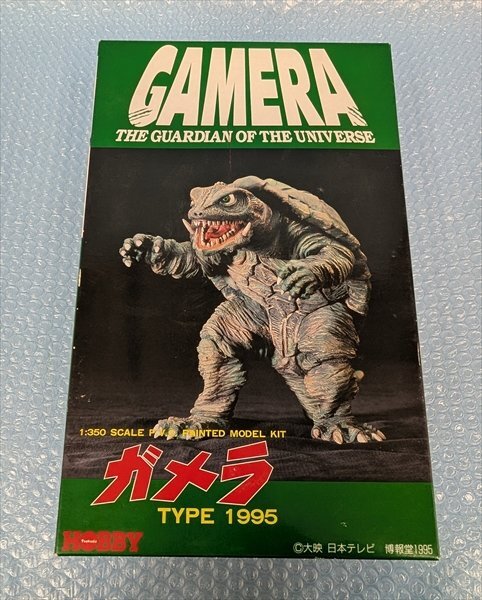 GAMERA
THE GUARDIAN OF THE UNIVERSE
1:350 SCALE P.V.C. PAINTED MODEL KIT
ガメラ
TYPE 1995
Tsukuda
HOBBY
©大映 日本テレビ 博報堂1995